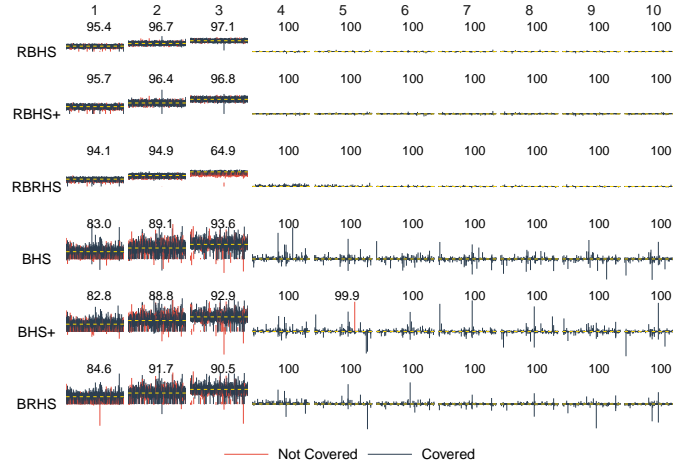 1 2 3 4 5 6 7 8 9 10
95.4 96.7 97.1 100 100 100 100 100 100 100
RBHS
95.7 96.4 96.8 100 100 100 100 100 100 100
RBHS+
94.1 94.9 64.9 100 100 100 100 100 100 100
RBRHS
83.0 89.1 93.6 100 100 100 100 100 100 100
BHS
82.8 88.8 92.9 100 99.9 100 100 100 100 100
BHS+
84.6 91.7 90.5 100 100 100 100 100 100 100
BRHS
Not Covered Covered